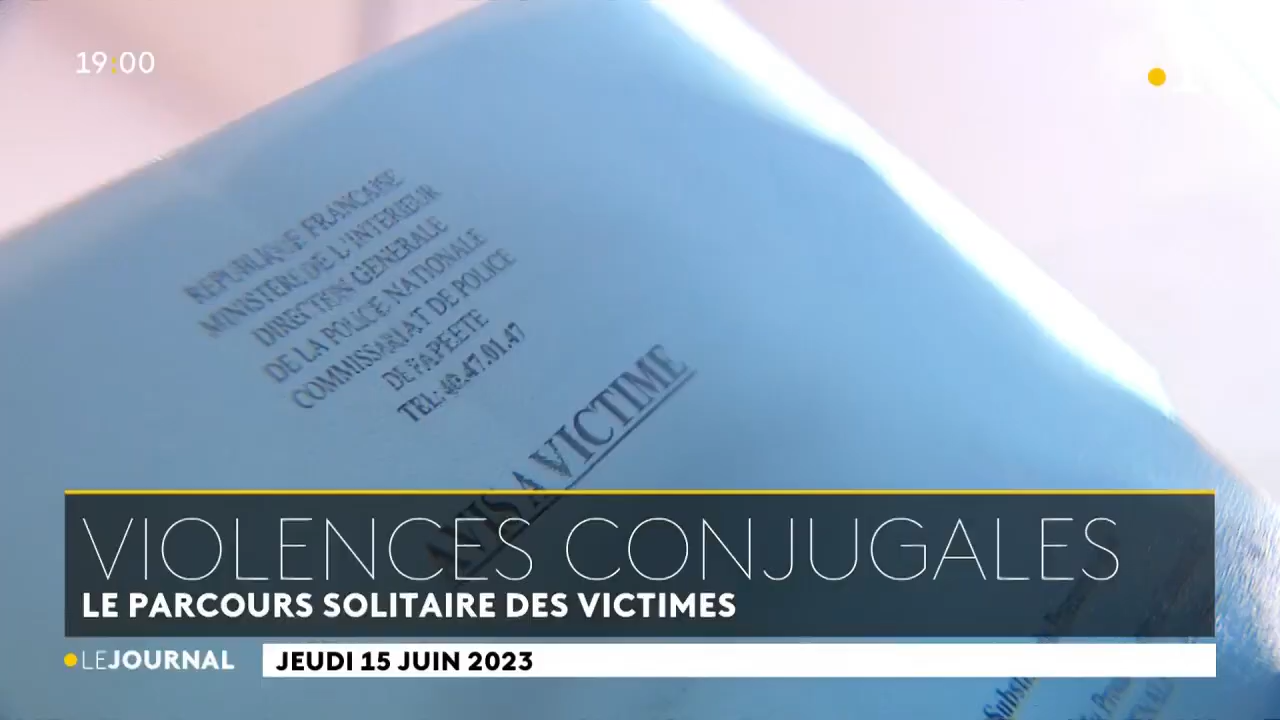 19:00
REPUBLIQUE FRANCAISE
MINISTERE DE L'INTERIEUR
DIRECTION GENERALE
DE LA POLICE NATIONALE
COMMISSARIAT DE POLICE
DE PAPEETE
TEL: 40.47.01.47
AVIS A VICTIME
VIOLENCES CONJUGALES
LE PARCOURS SOLITAIRE DES VICTIMES
LEJOURNAL
JEUDI 15 JUIN 2023